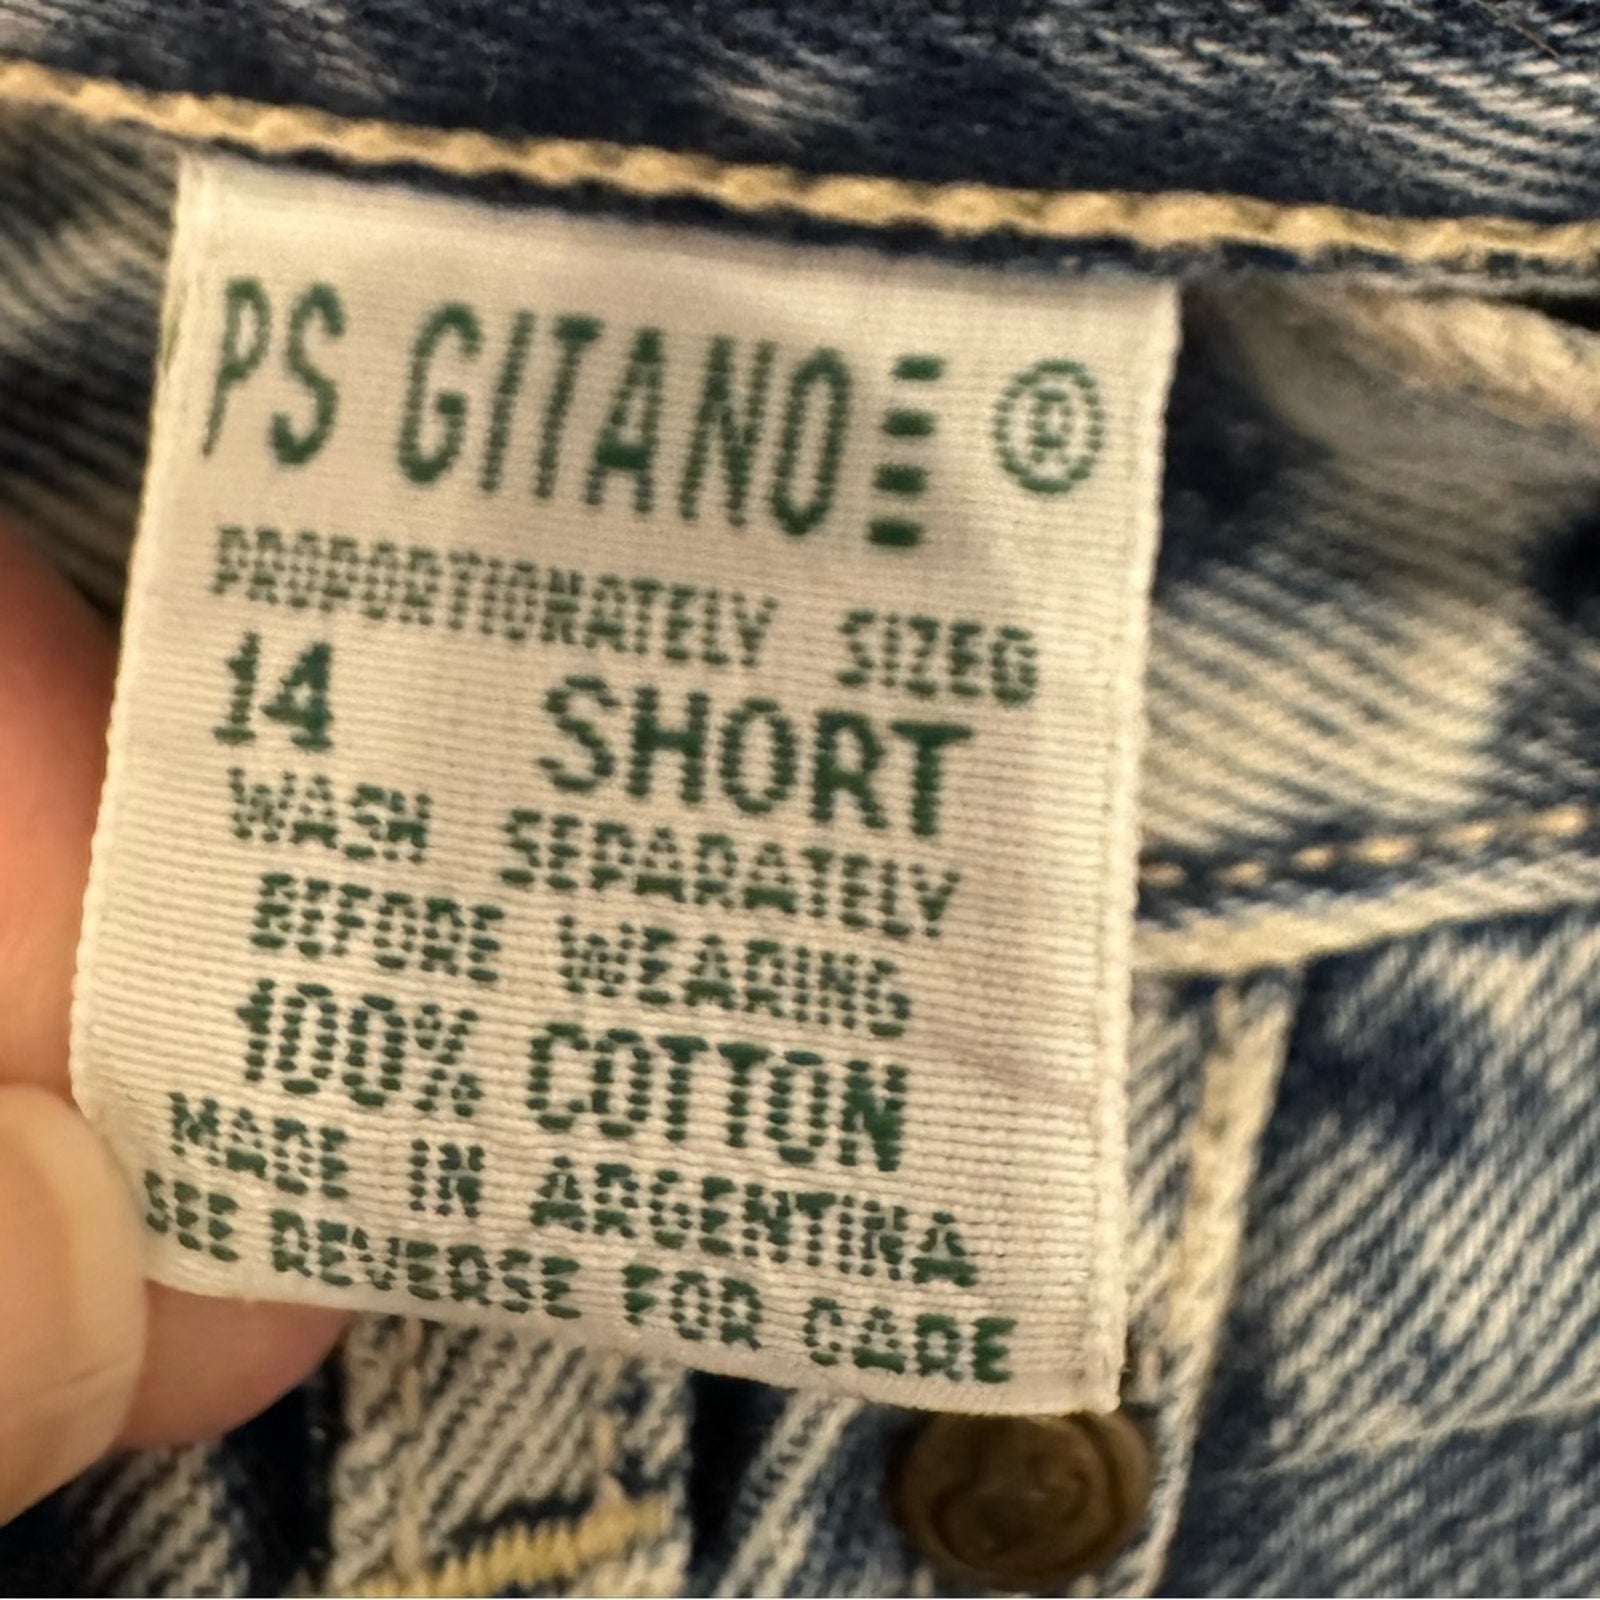 PS GITANO ®
PROPORTIONATELY SIZEG
14 SHORT
WASH SEPARATELY
BEFORE WEARING
100% COTTON
MADE IN ARGENTINA
SEE REVERSE FOR CARE